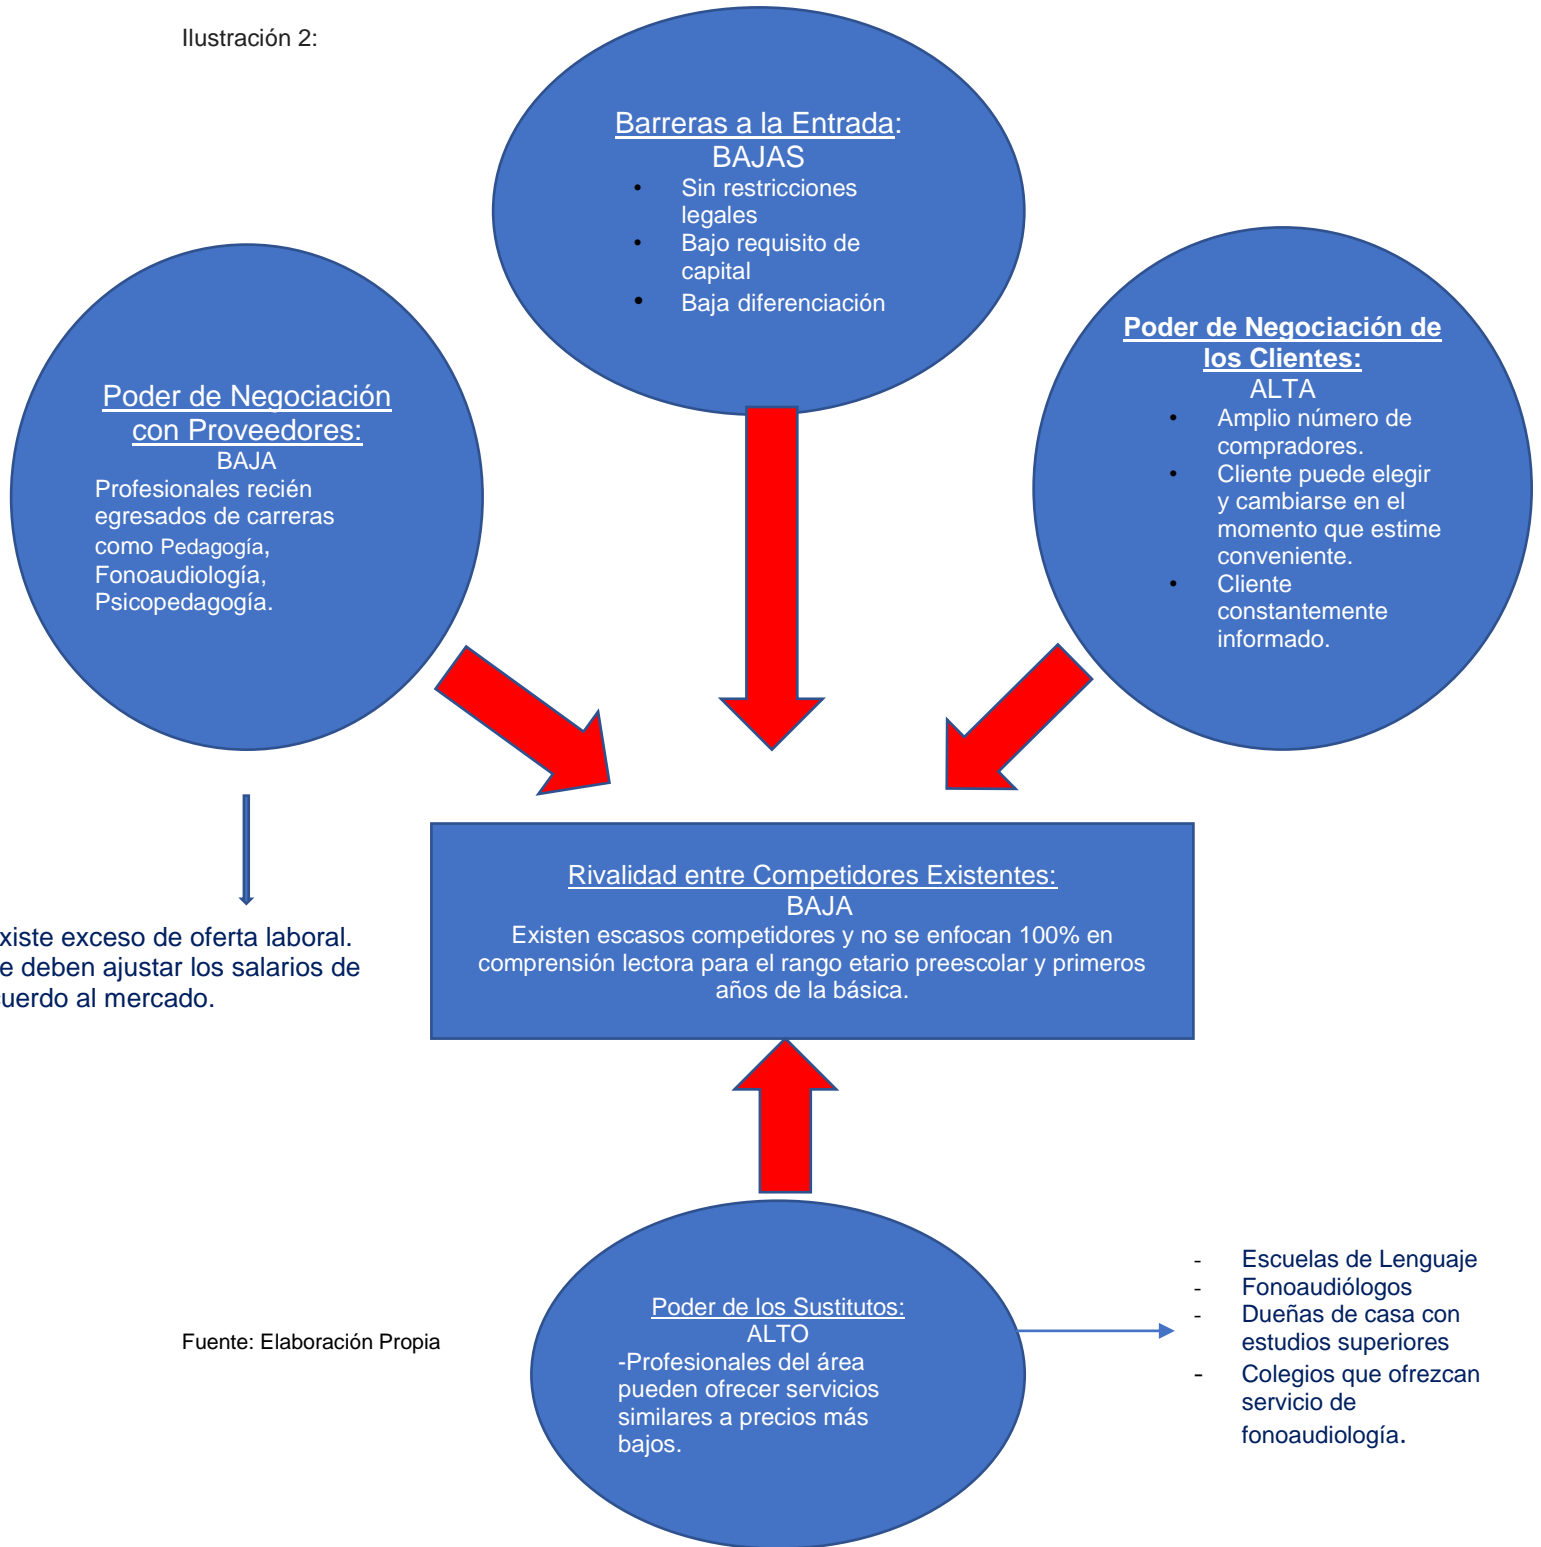 Ilustración 2:
Barreras a la Entrada:
BAJAS
• Sin restricciones
legales
• Bajo requisito de
capital
• Baja diferenciación
Poder de Negociación
con Proveedores:
BAJA
Profesionales recién
egresados de carreras
como Pedagogía,
Fonoaudiología,
Psicopedagogía.
Poder de Negociación de
los Clientes:
ALTA
• Amplio número de
compradores.
• Cliente puede elegir
y cambiarse en el
momento que estime
conveniente.
• Cliente
constantemente
informado.
xiste exceso de oferta laboral.
e deben ajustar los salarios de
cuerdo al mercado.
Rivalidad entre Competidores Existentes:
BAJA
Existen escasos competidores y no se enfocan 100% en
comprensión lectora para el rango etario preescolar y primeros
años de la básica.
Poder de los Sustitutos:
ALTO
-Profesionales del área
pueden ofrecer servicios
similares a precios más
bajos.
- Escuelas de Lenguaje
- Fonoaudiólogos
- Dueñas de casa con
estudios superiores
- Colegios que ofrezcan
servicio de
fonoaudiología.
Fuente: Elaboración Propia